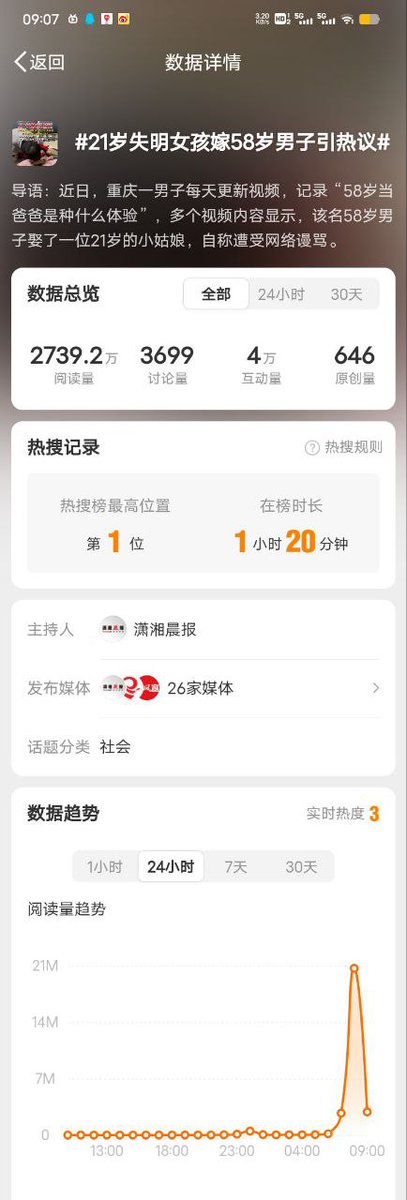 09:07
3.20 KB/s HD 5G 5G
返回
数据详情
#21岁失明女孩嫁58岁男子引热议#
导语：近日，重庆一男子每天更新视频，记录“58岁当
爸爸是种什么体验”，多个视频内容显示，该名58岁男
子娶了一位21岁的小姑娘，自称遭受网络谩骂。
数据总览 全部 24小时 30天
2739.2万 3699 4万 646
阅读量 讨论量 互动量 原创量
热搜记录 ? 热搜规则
热搜榜最高位置 在榜时长
第 1 位 1 小时 20 分钟
主持人 潇湘晨报
发布媒体 26家媒体
话题分类 社会
数据趋势 实时热度 3
1小时 24小时 7天 30天
阅读量趋势
21M
14M
7M
0
13:00 18:00 23:00 04:00 09:00